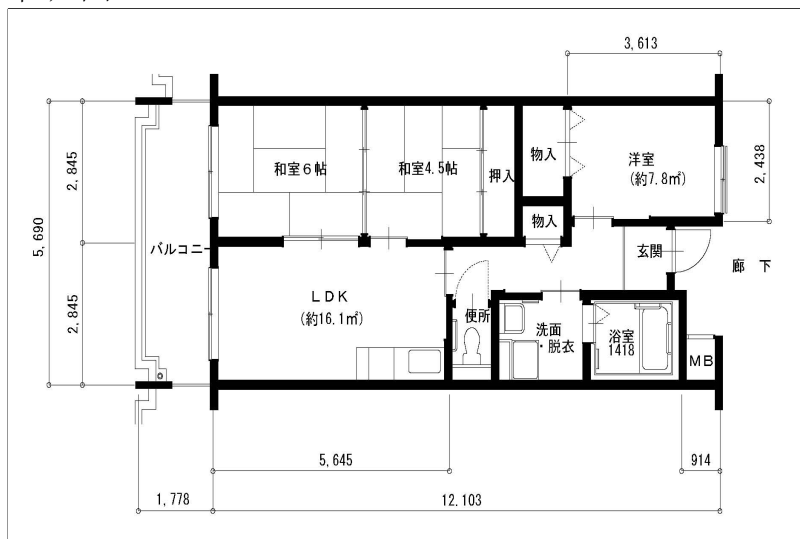 3,613
和室6帖
和室4.5帖
押入
物入
洋室
(約7.8㎡)
2,438
2,845
5,690
2,845
物入
バルコニー
玄関
廊 下
LDK
(約16.1㎡)
便所
洗面
・脱衣
浴室
1418
MB
5,645
914
1,778
12.103